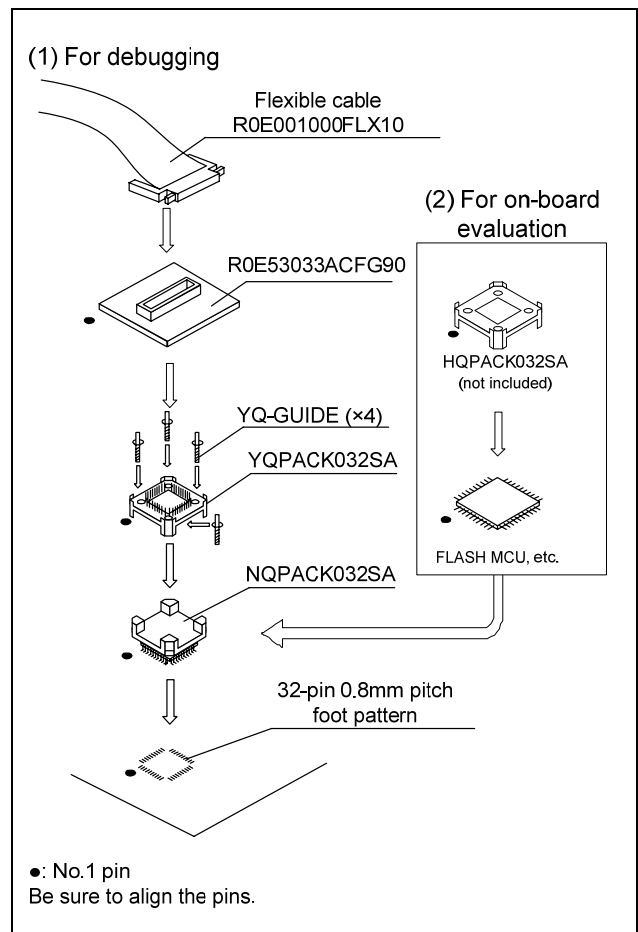 (1) For debugging
Flexible cable
R0E001000FLX10
(2) For on-board
evaluation
R0E53033ACFG90
HQPACK032SA
(not included)
YQ-GUIDE (×4)
YQPACK032SA
FLASH MCU, etc.
NQPACK032SA
32-pin 0.8mm pitch
foot pattern
●: No.1 pin
Be sure to align the pins.